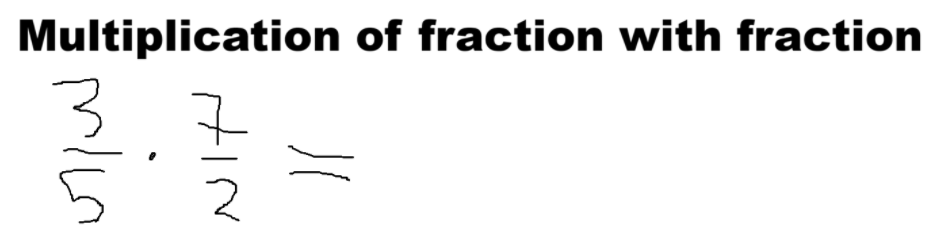 Multiplication of fraction with fraction
3/5 · 7/2 =